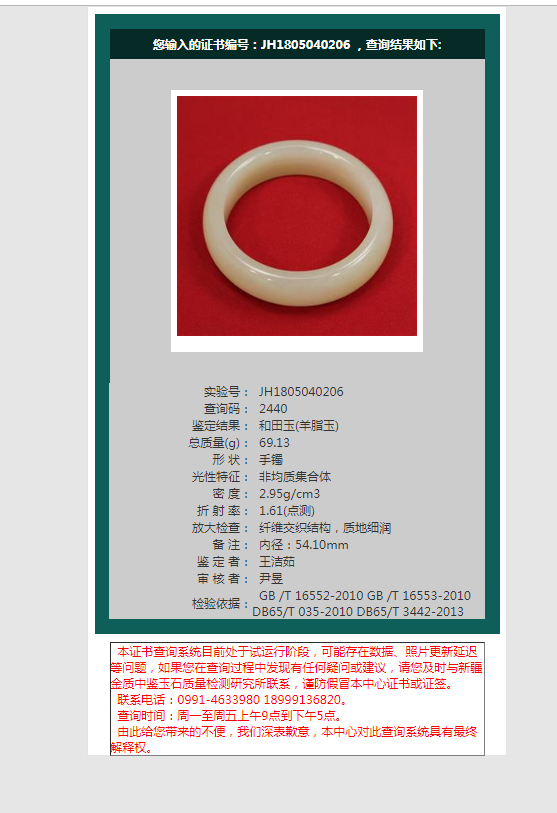 您输入的证书编号：JH1805040206 ，查询结果如下:
实验号： JH1805040206
查询码： 2440
鉴定结果： 和田玉(羊脂玉)
总质量(g)： 69.13
形 状： 手镯
光性特征： 非均质集合体
密 度： 2.95g/cm3
折 射 率： 1.61(点测)
放大检查： 纤维交织结构，质地细润
备 注： 内径：54.10mm
鉴 定 者： 王洁茹
审 核 者： 尹昱
检验依据： GB /T 16552-2010 GB /T 16553-2010
DB65/T 035-2010 DB65/T 3442-2013
本证书查询系统目前处于试运行阶段，可能存在数据、照片更新延迟
等问题，如果您在查询过程中发现有任何疑问或建议，请您及时与新疆
金质中鉴玉石质量检测研究所联系，谨防假冒本中心证书或证签。
联系电话：0991-4633980 18999136820。
查询时间：周一至周五上午9点到下午5点。
由此给您带来的不便，我们深表歉意，本中心对此查询系统具有最终
解释权。